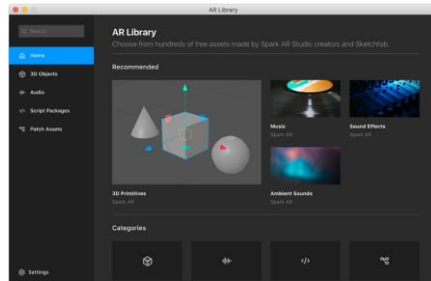 AR Library
Search
Home
3D Objects
Audio
Script Packages
Patch Assets
Settings
AR Library
Choose from hundreds of free assets made by Spark AR Studio creators and Sketchfab.
Recommended
3D Primitives
Spark AR
Music
Spark AR
Sound Effects
Spark AR
Ambient Sounds
Spark AR
Categories